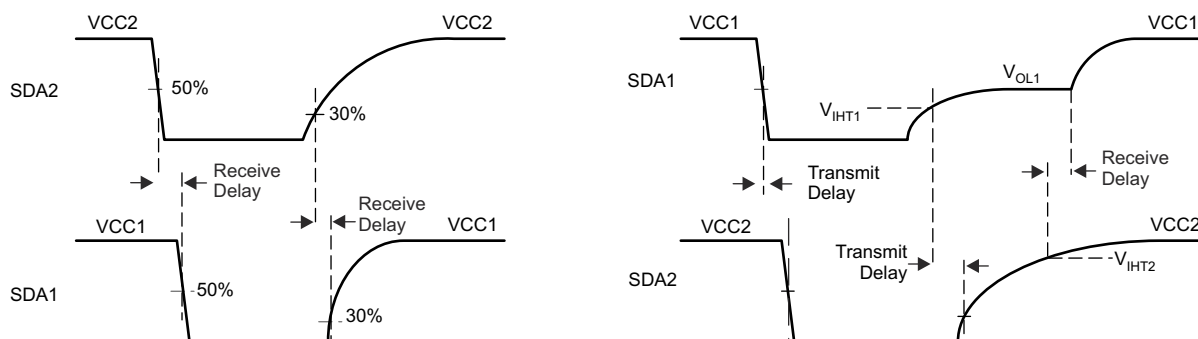 VCC2
VCC2
SDA2
50%
30%
Receive
Delay
Receive
Delay
VCC1
VCC1
SDA1
50%
30%
VCC1
VCC1
SDA1
VOL1
VIHT1
Transmit
Delay
Receive
Delay
VCC2
VCC2
Transmit
Delay
SDA2
VIHT2